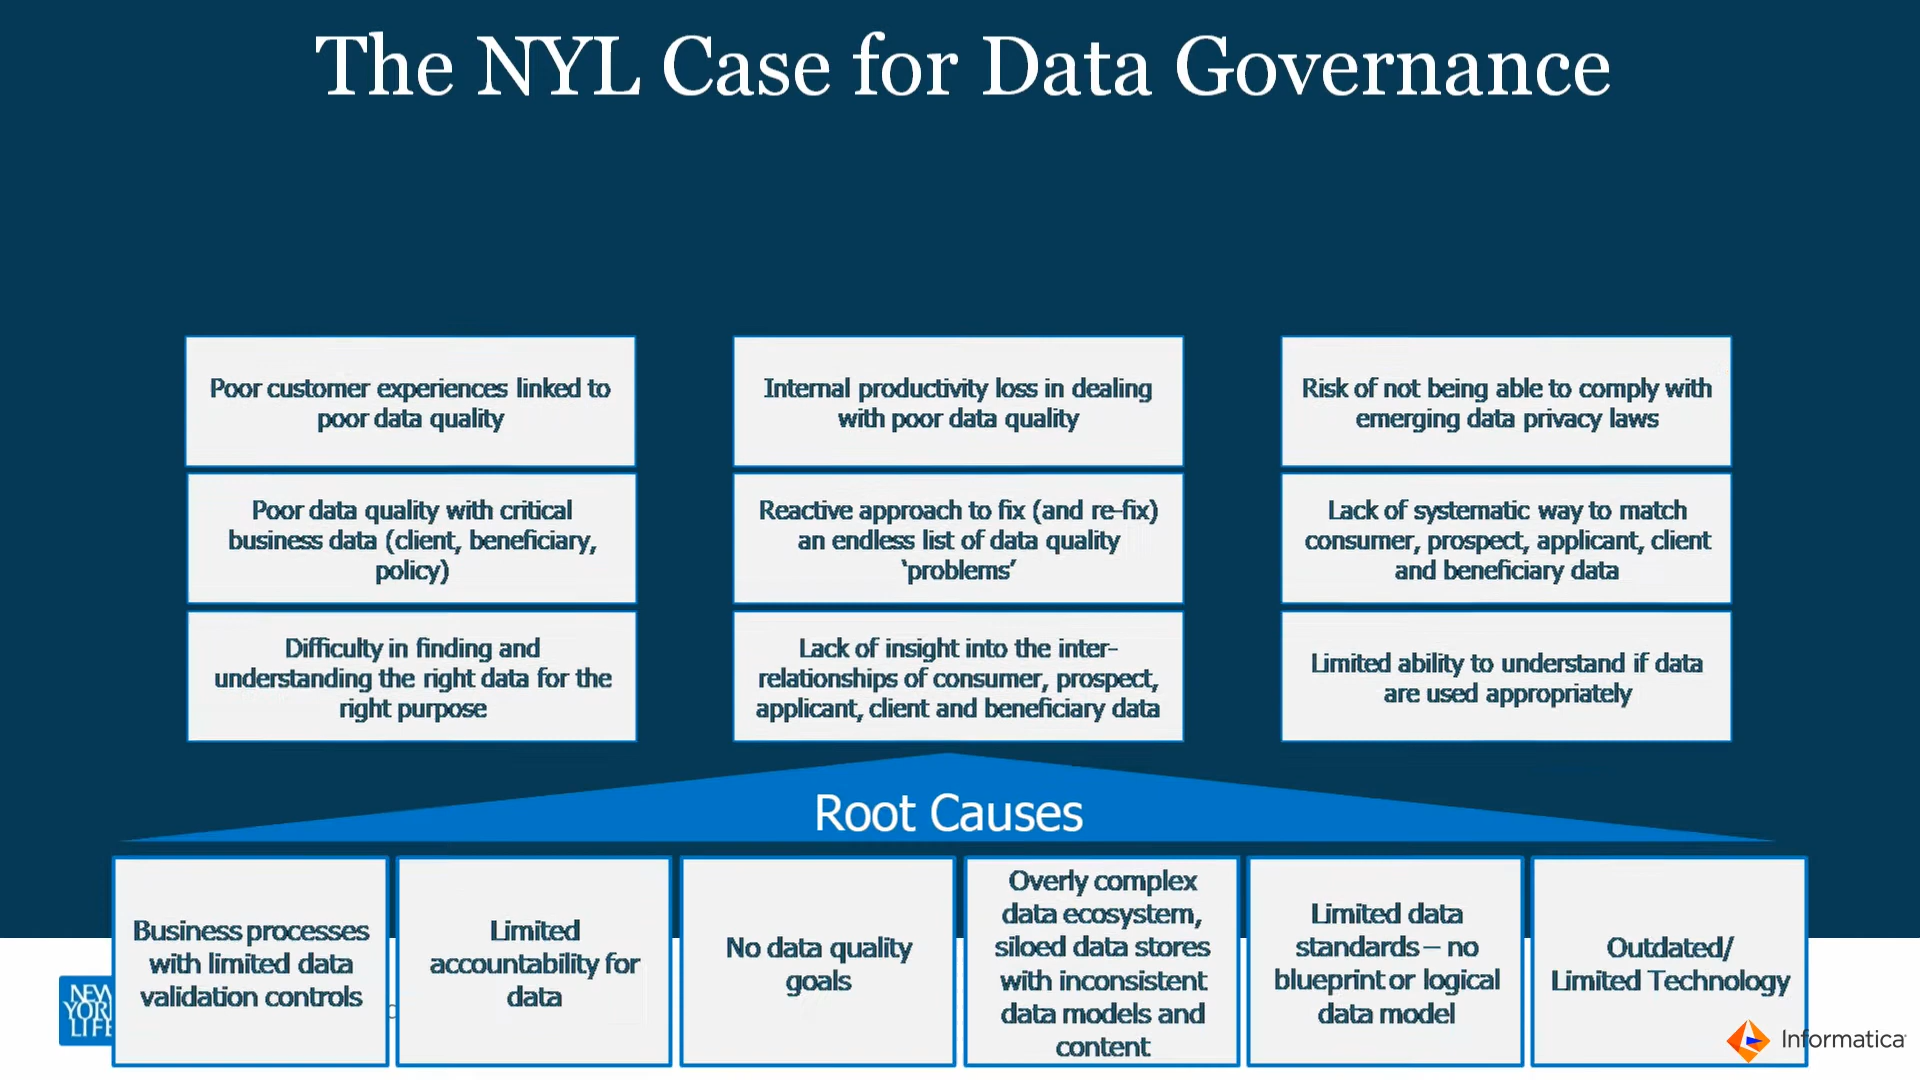 The NYL Case for Data Governance
Poor customer experiences linked to
poor data quality
Internal productivity loss in dealing
with poor data quality
Risk of not being able to comply with
emerging data privacy laws
Poor data quality with critical
business data (client, beneficiary,
policy)
Reactive approach to fix (and re-fix)
an endless list of data quality
‘problems’
Lack of systematic way to match
consumer, prospect, applicant, client
and beneficiary data
Difficulty in finding and
understanding the right data for the
right purpose
Lack of insight into the inter-
relationships of consumer, prospect,
applicant, client and beneficiary data
Limited ability to understand if data
are used appropriately
Root Causes
Business processes
with limited data
validation controls
Limited
accountability for
data
No data quality
goals
Overly complex
data ecosystem,
siloed data stores
with inconsistent
data models and
content
Limited data
standards – no
blueprint or logical
data model
Outdated/
Limited Technology
NEW
YORK
LIFE
Informatica